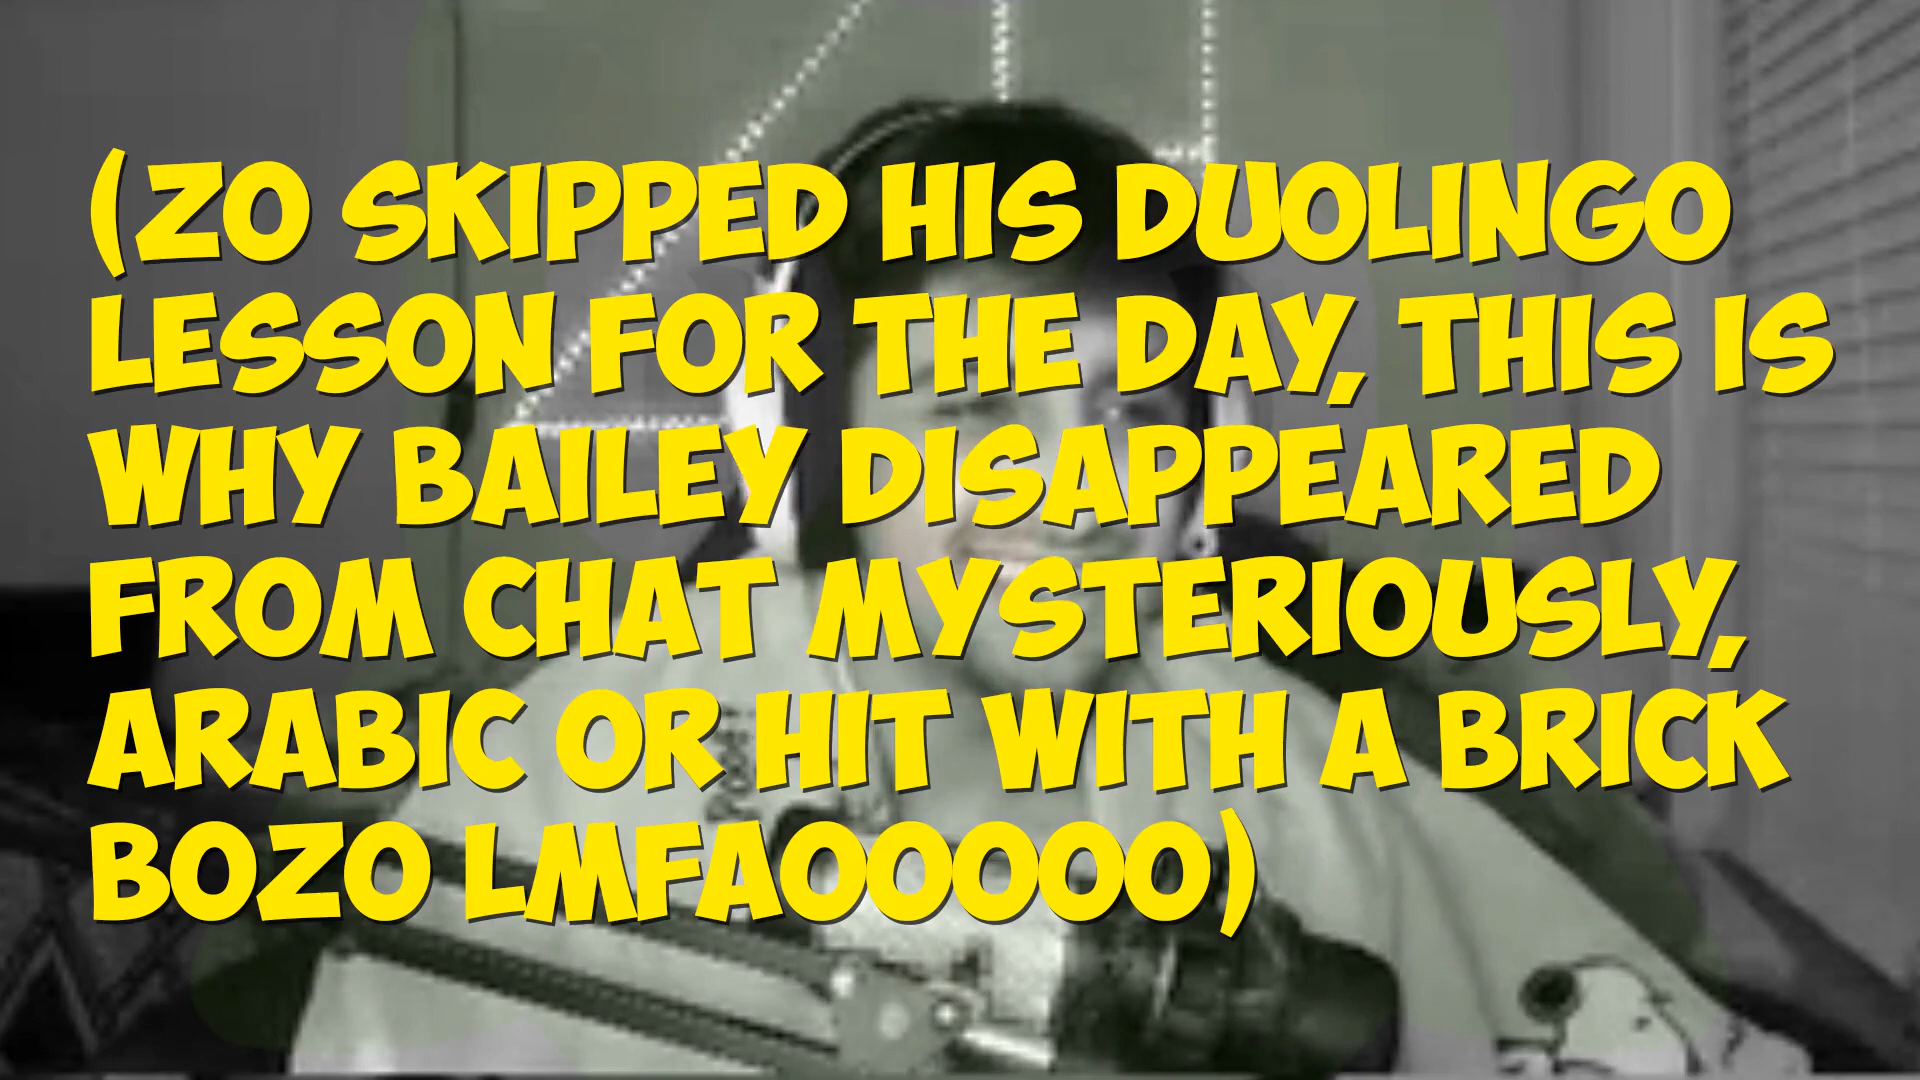 (ZO SKIPPED HIS DUOLINGO
LESSON FOR THE DAY, THIS IS
WHY BAILEY DISAPPEARED
FROM CHAT MYSTERIOUSLY,
ARABIC OR HIT WITH A BRICK
BOZO LMFAOOOOO)